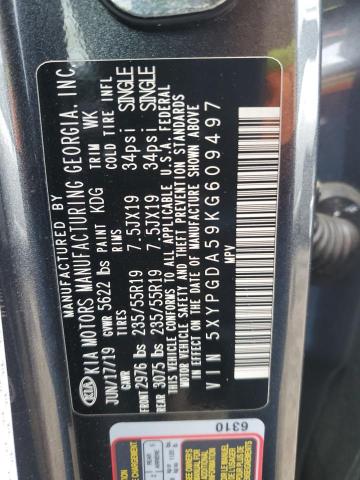 KIA
MANUFACTURED BY
KIA MOTORS MANUFACTURING GEORGIA, INC.
JUN/17/19 PAINT KDG TRIM WK
GVWR 5622 lbs
GAWR TIRES RIMS COLD TIRE INFL
FRONT 2976 lbs 235/55R19 7.5JX19 34psi SINGLE
REAR 3075 lbs 235/55R19 7.5JX19 34psi SINGLE
THIS VEHICLE CONFORMS TO ALL APPLICABLE U.S.A. FEDERAL
MOTOR VEHICLE SAFETY STANDARDS IN EFFECT
ON THE DATE OF MANUFACTURE SHOWN ABOVE.
MPV
VIN 5XYPGDA59KG609497
6310